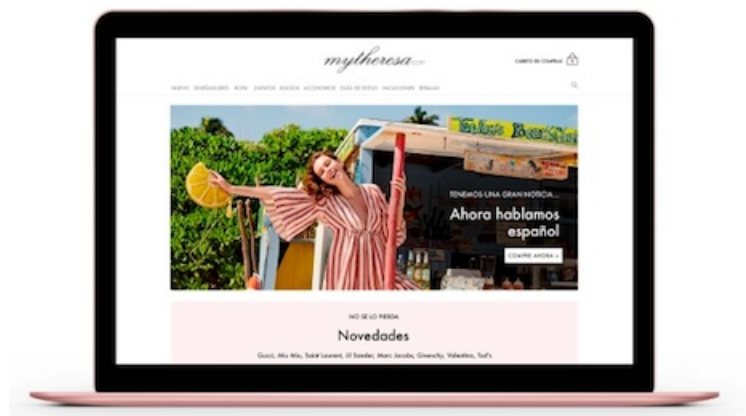 mytheresa.com
CARRITO DE COMPRAS
NUEVO DISEÑADORES ROPA ZAPATOS BOLSOS ACCESORIOS GUÍA DE ESTILO VACACIONES REBAJAS
TENEMOS UNA GRAN NOTICIA...
Ahora hablamos
español
COMPRE AHORA »
NO SE LO PIERDA
Novedades
Gucci, Miu Miu, Saint Laurent, Jil Sander, Marc Jacobs, Givenchy, Valentino, Tod's